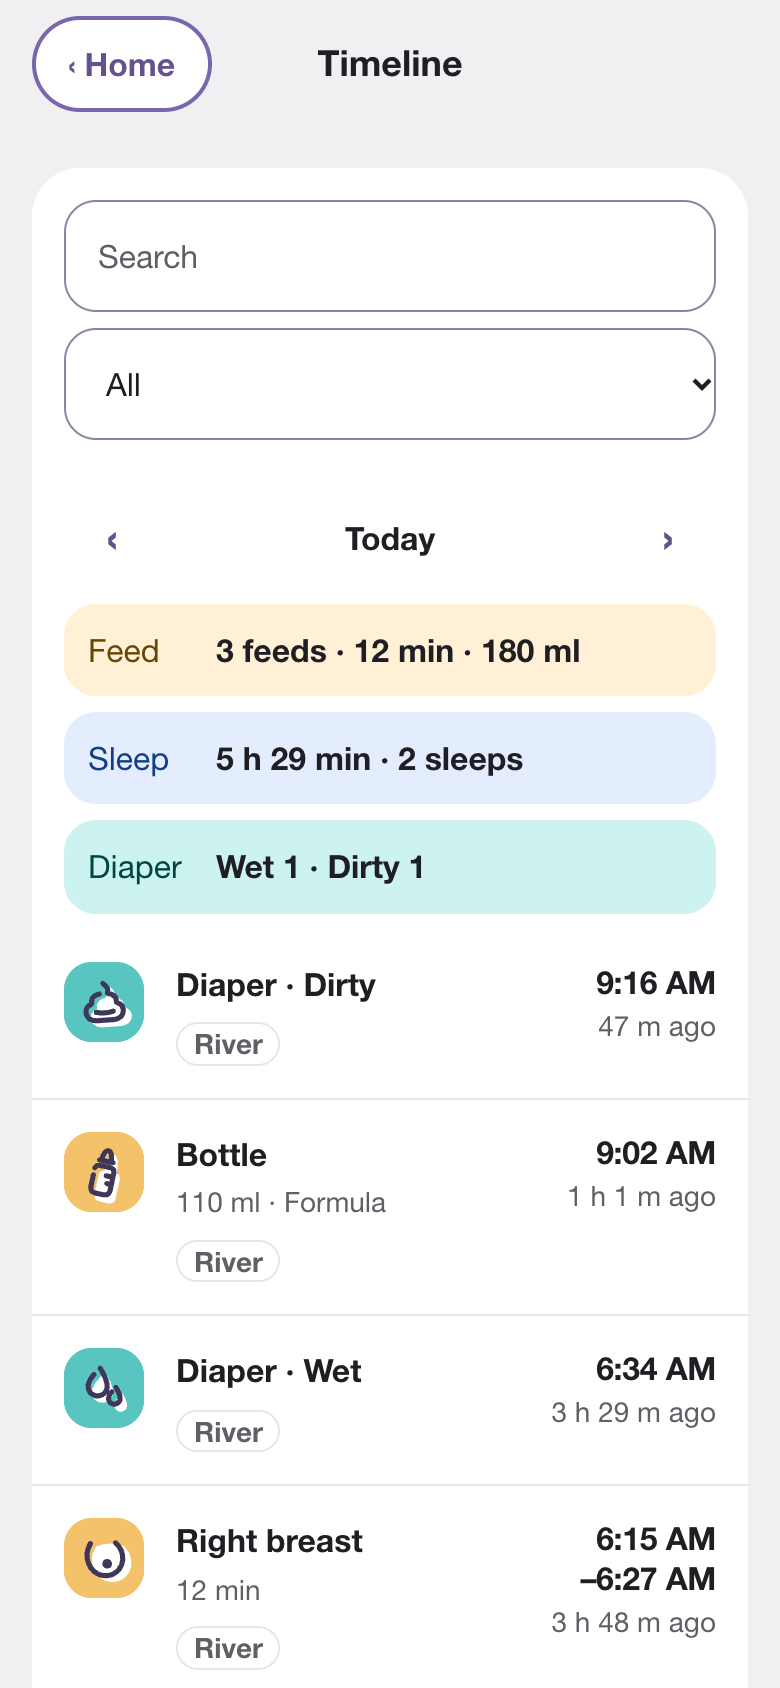 ‹ Home
Timeline
Search
All
‹ Today ›
Feed 3 feeds · 12 min · 180 ml
Sleep 5 h 29 min · 2 sleeps
Diaper Wet 1 · Dirty 1
Diaper · Dirty 9:16 AM
47 m ago
River
Bottle 9:02 AM
110 ml · Formula 1 h 1 m ago
River
Diaper · Wet 6:34 AM
3 h 29 m ago
River
Right breast 6:15 AM
–6:27 AM
12 min
3 h 48 m ago
River